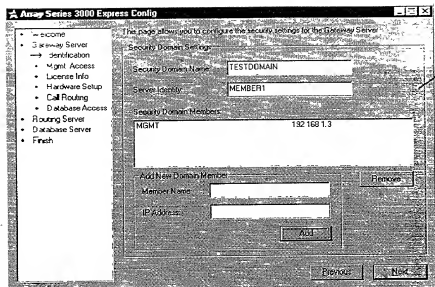 Array Series 3000 Express Config
Welcome
Gateway Server
Identification
Mgmt. Access
License Info
Hardware Setup
Call Routing
Database Access
Routing Server
Database Server
Finish
This page allows you to configure the security settings for the Gateway Server
Security Domain Settings
Security Domain Name: TESTDOMAIN
Server Identity: MEMBER1
Security Domain Members
MGMT 192.168.1.3
Add New Domain Member
Member Name:
IP Address:
Add
Remove
Previous
Next